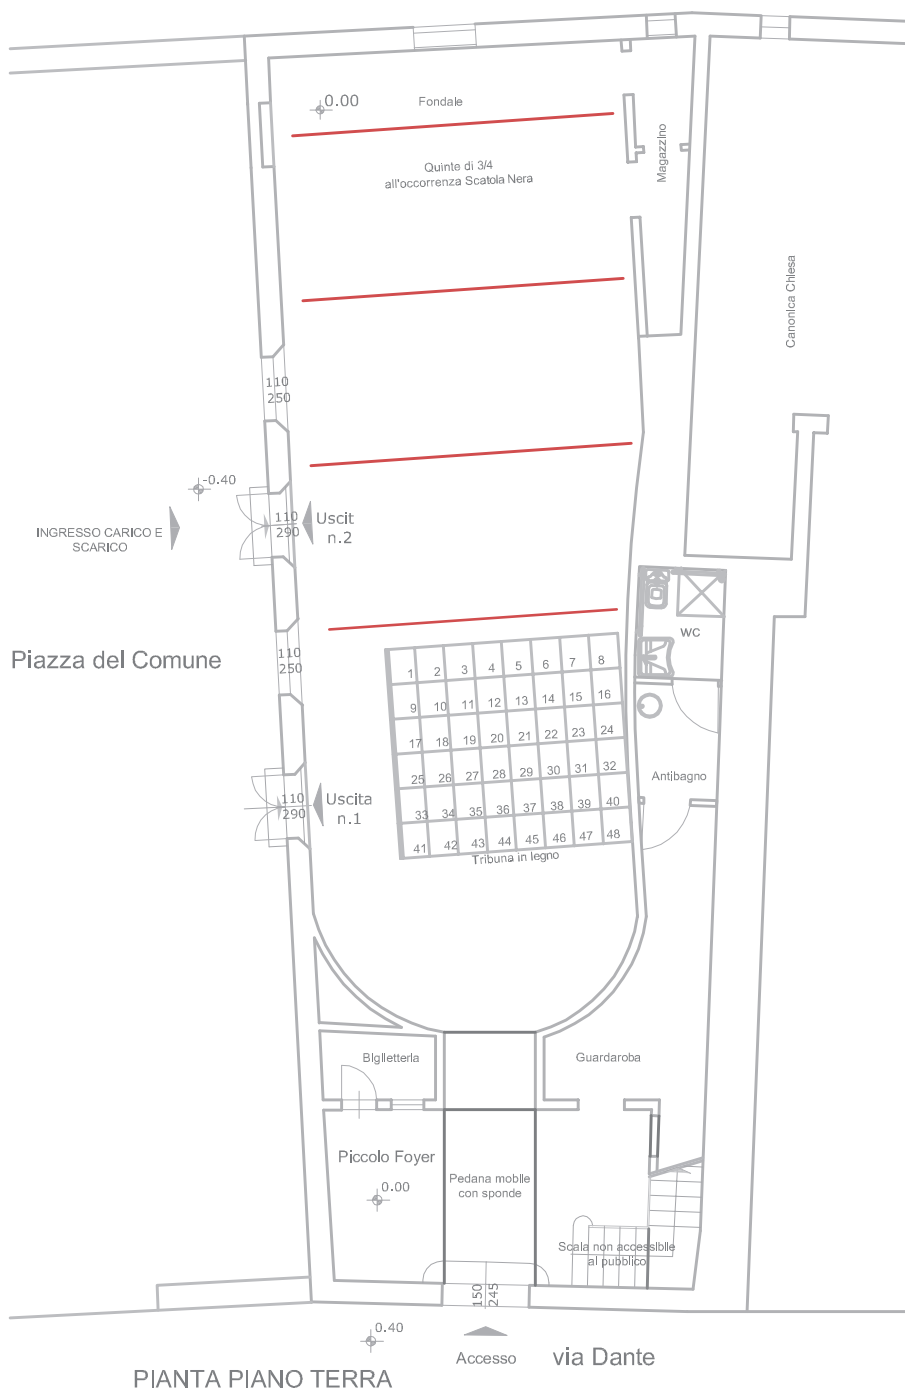 0.00
Fondale
Quinte di 3/4
all'occorrenza Scatola Nera
Magazzino
Canonica Chiesa
110
250
-0.40
INGRESSO CARICO E
SCARICO
110
290
Uscit
n.2
Piazza del Comune
110
250
WC
1 2 3 4 5 6 7 8
9 10 11 12 13 14 15 16
17 18 19 20 21 22 23 24
25 26 27 28 29 30 31 32
33 34 35 36 37 38 39 40
41 42 43 44 45 46 47 48
Tribuna in legno
Antibagno
110
290
Uscita
n.1
Biglietteria
Guardaroba
Piccolo Foyer
0.00
Pedana mobile
con sponde
Scala non accessibile
al pubblico
150
245
0.40
Accesso
via Dante
PIANTA PIANO TERRA